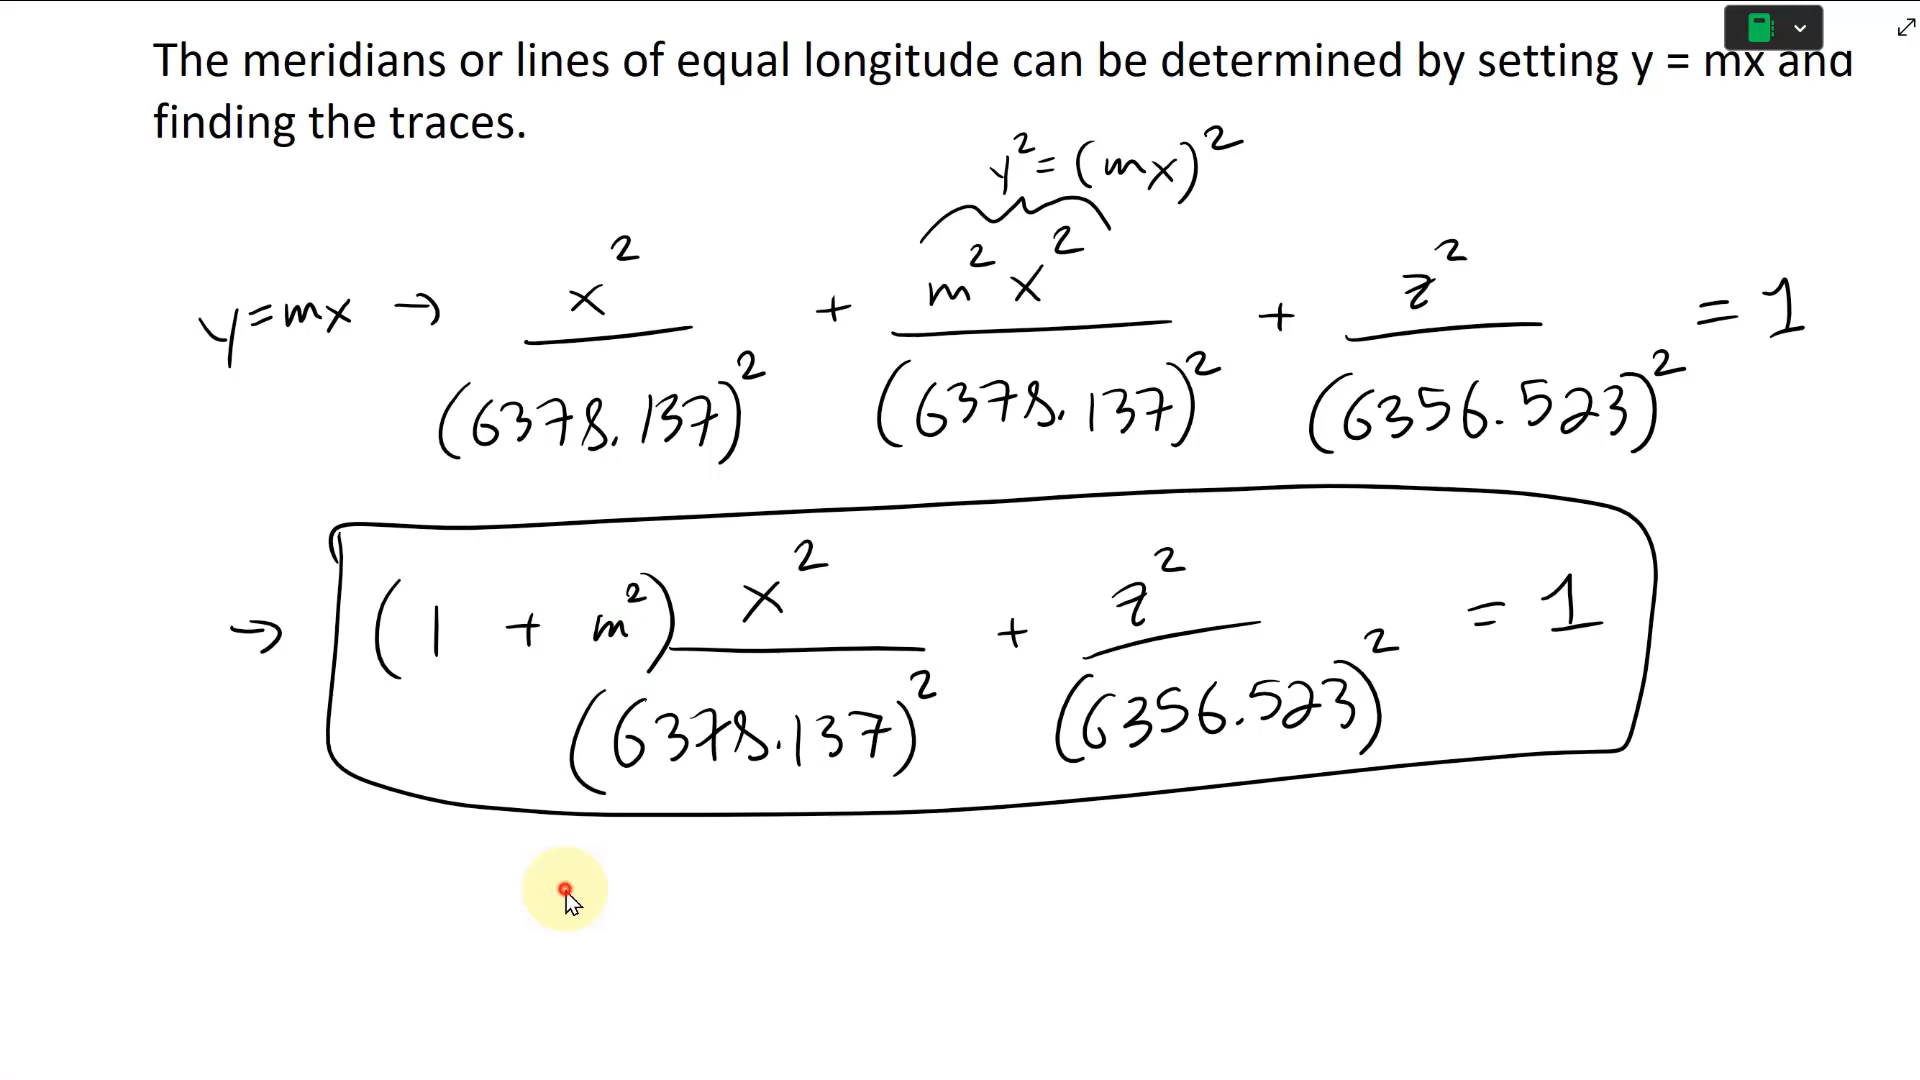 The meridians or lines of equal longitude can be determined by setting y = mx and
finding the traces.
y² = (mx)²
y = mx → x² / (6378.137)² + m²x² / (6378.137)² + z² / (6356.523)² = 1
→ (1 + m²) x² / (6378.137)² + z² / (6356.523)² = 1